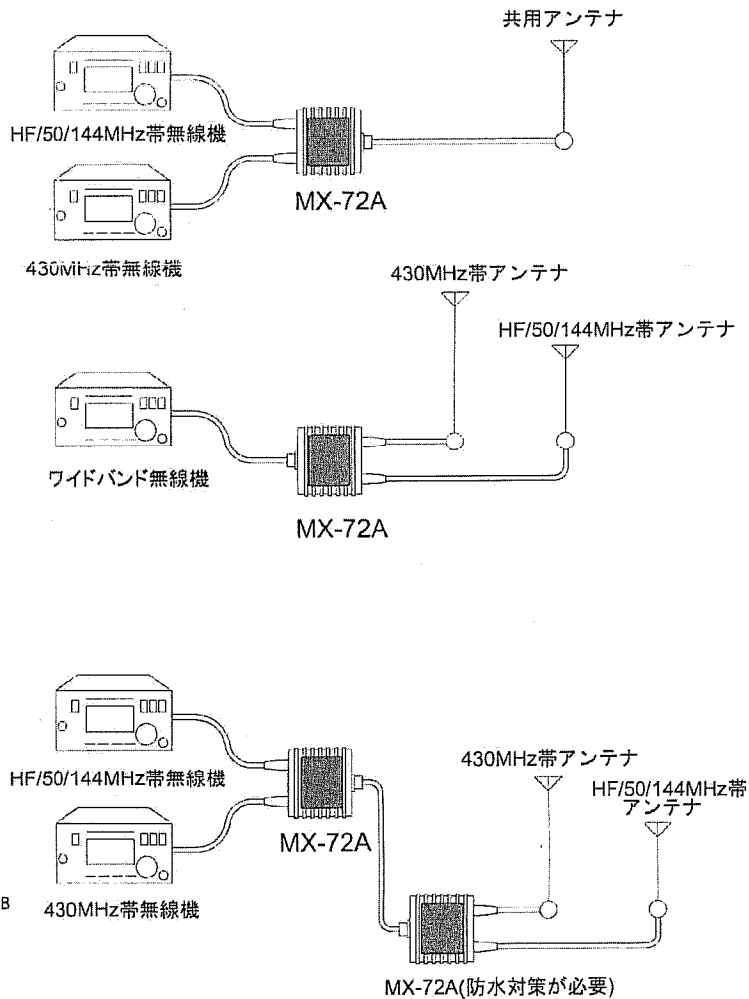 共用アンテナ
HF/50/144MHz帯無線機
MX-72A
430MHz帯無線機
430MHz帯アンテナ
HF/50/144MHz帯アンテナ
ワイドバンド無線機
MX-72A
430MHz帯アンテナ
HF/50/144MHz帯
アンテナ
HF/50/144MHz帯無線機
MX-72A
B
430MHz帯無線機
MX-72A(防水対策が必要)